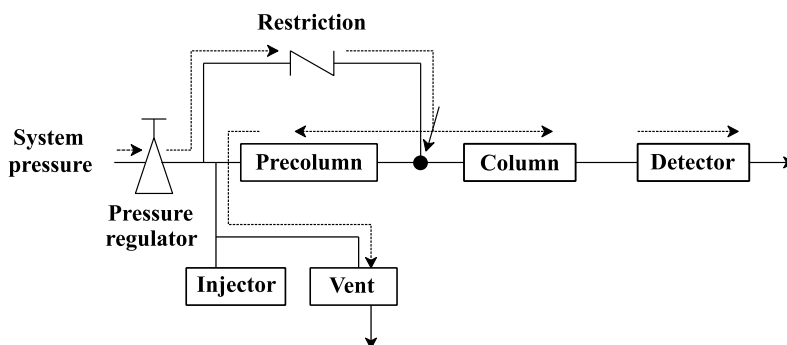 Restriction
System
pressure
Precolumn
Column
Detector
Pressure
regulator
Injector
Vent